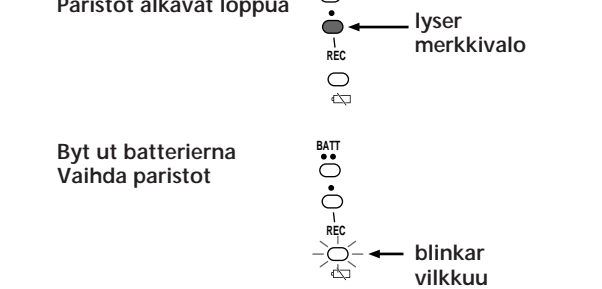 Paristot alkavat loppua
lyser
merkkivalo
REC
Byt ut batterierna
Vaihda paristot
BATT
REC
blinkar
vilkkuu